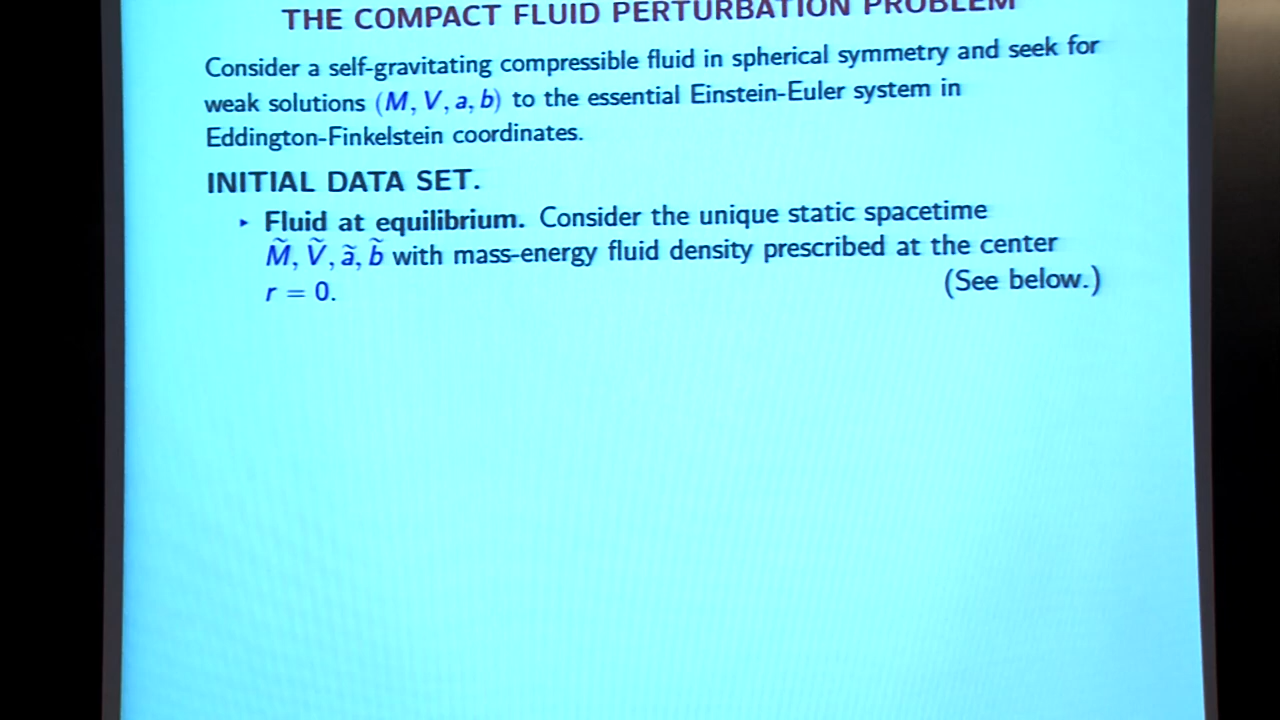 THE COMPACT FLUID PERTURBATION PROBLEM
Consider a self-gravitating compressible fluid in spherical symmetry and seek for
weak solutions (M, V, a, b) to the essential Einstein-Euler system in
Eddington-Finkelstein coordinates.
INITIAL DATA SET.
▸ Fluid at equilibrium. Consider the unique static spacetime
M̃, Ṽ, ã, b̃ with mass-energy fluid density prescribed at the center
r = 0. (See below.)